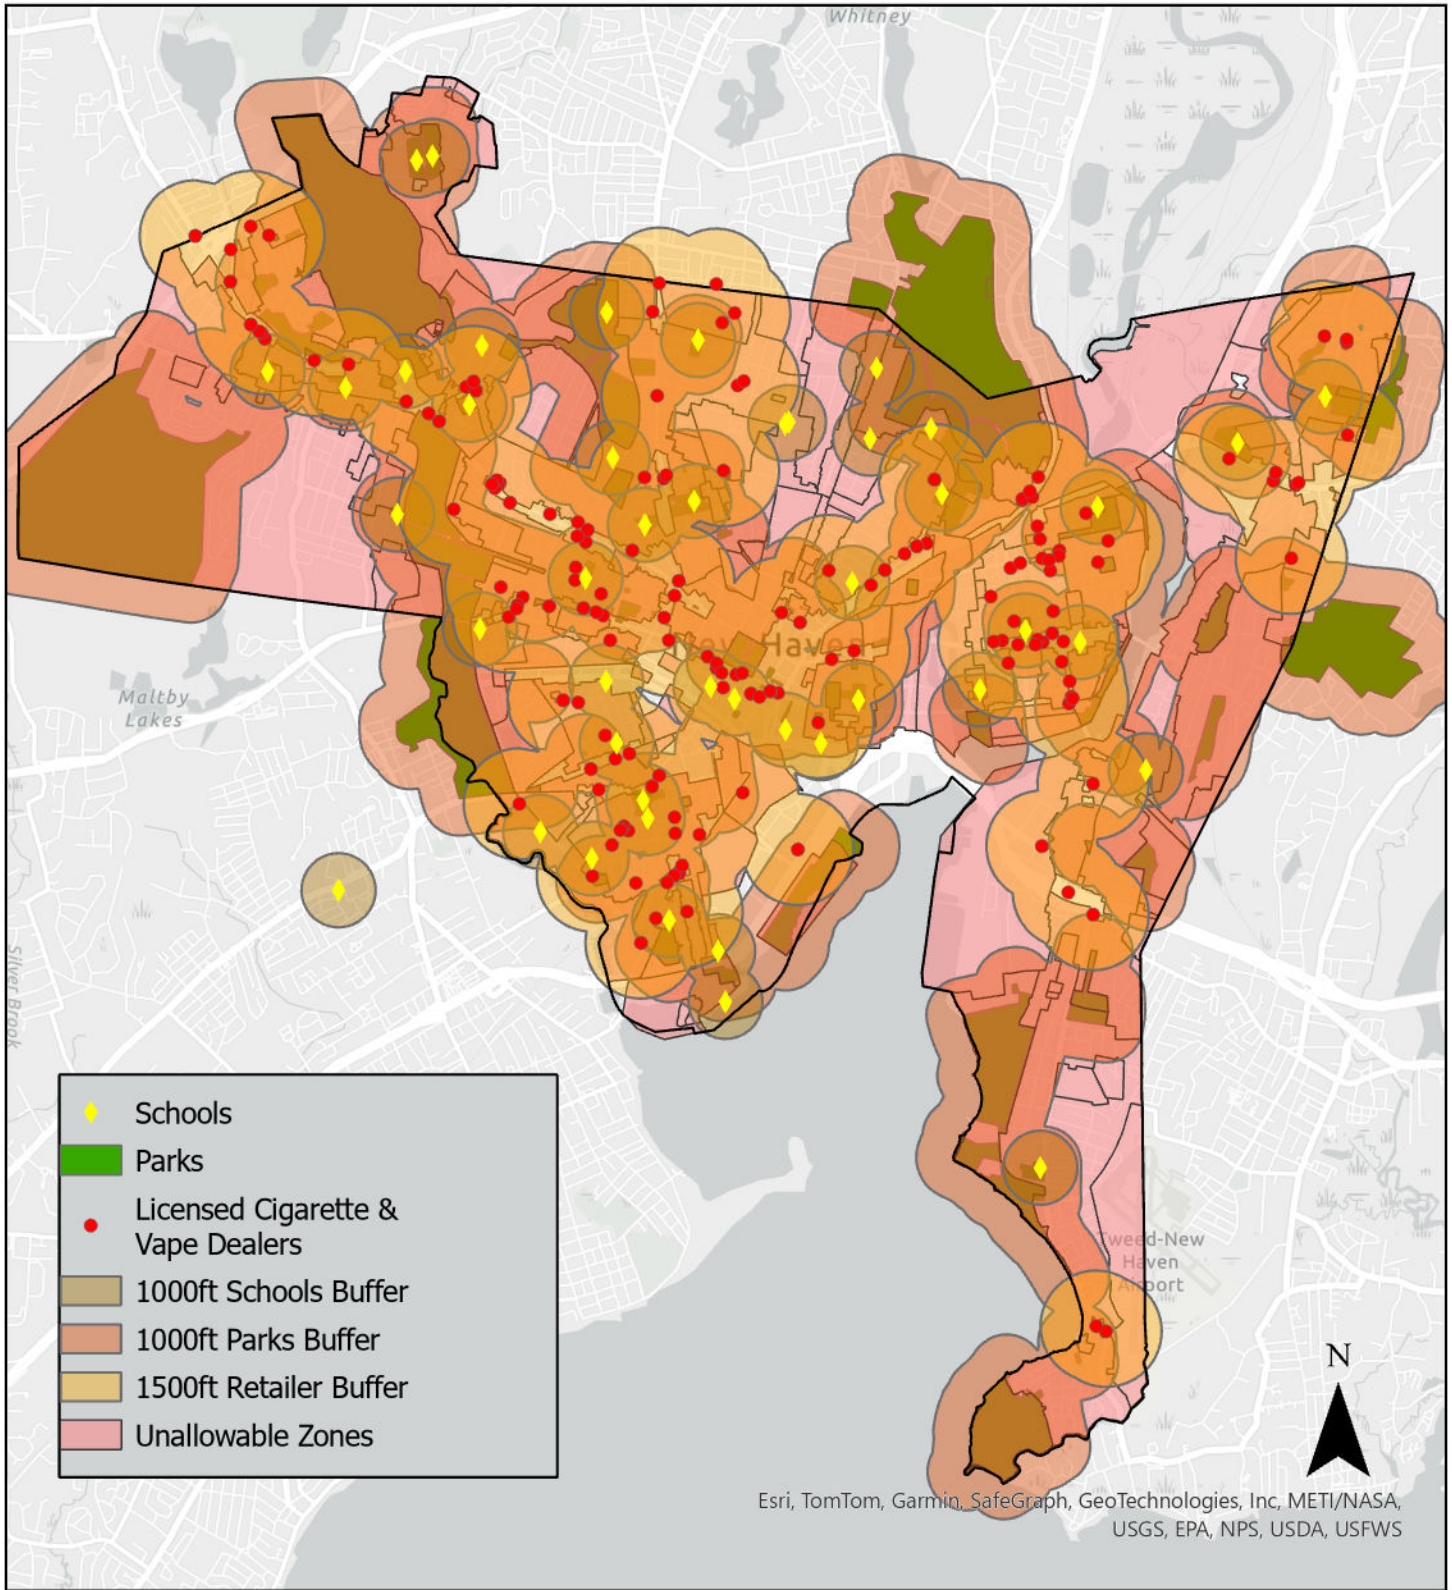 Whitney
New Haven
Maltby
Lakes
Silver Brook
Schools
Parks
Licensed Cigarette &
Vape Dealers
1000ft Schools Buffer
1000ft Parks Buffer
1500ft Retailer Buffer
Unallowable Zones
Tweed-New
Haven
Airport
N
Esri, TomTom, Garmin, SafeGraph, GeoTechnologies, Inc, METI/NASA,
USGS, EPA, NPS, USDA, USFWS